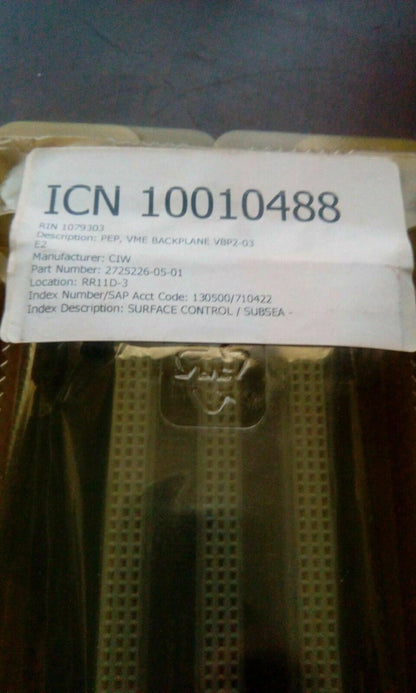 ICN 10010488
RIN 1079303
Description: PEP, VME BACKPLANE VBP2-03
E2
Manufacturer: CIW
Part Number: 2725226-05-01
Location: RR11D-3
Index Number/SAP Acct Code: 130500/710422
Index Description: SURFACE CONTROL / SUBSEA -